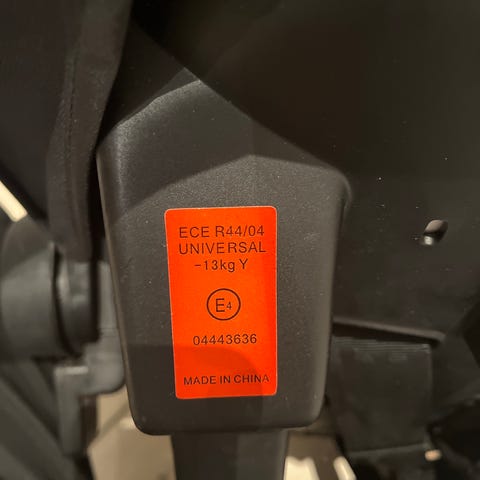 ECE R44/04
UNIVERSAL
-13kg Y
E4
04443636
MADE IN CHINA